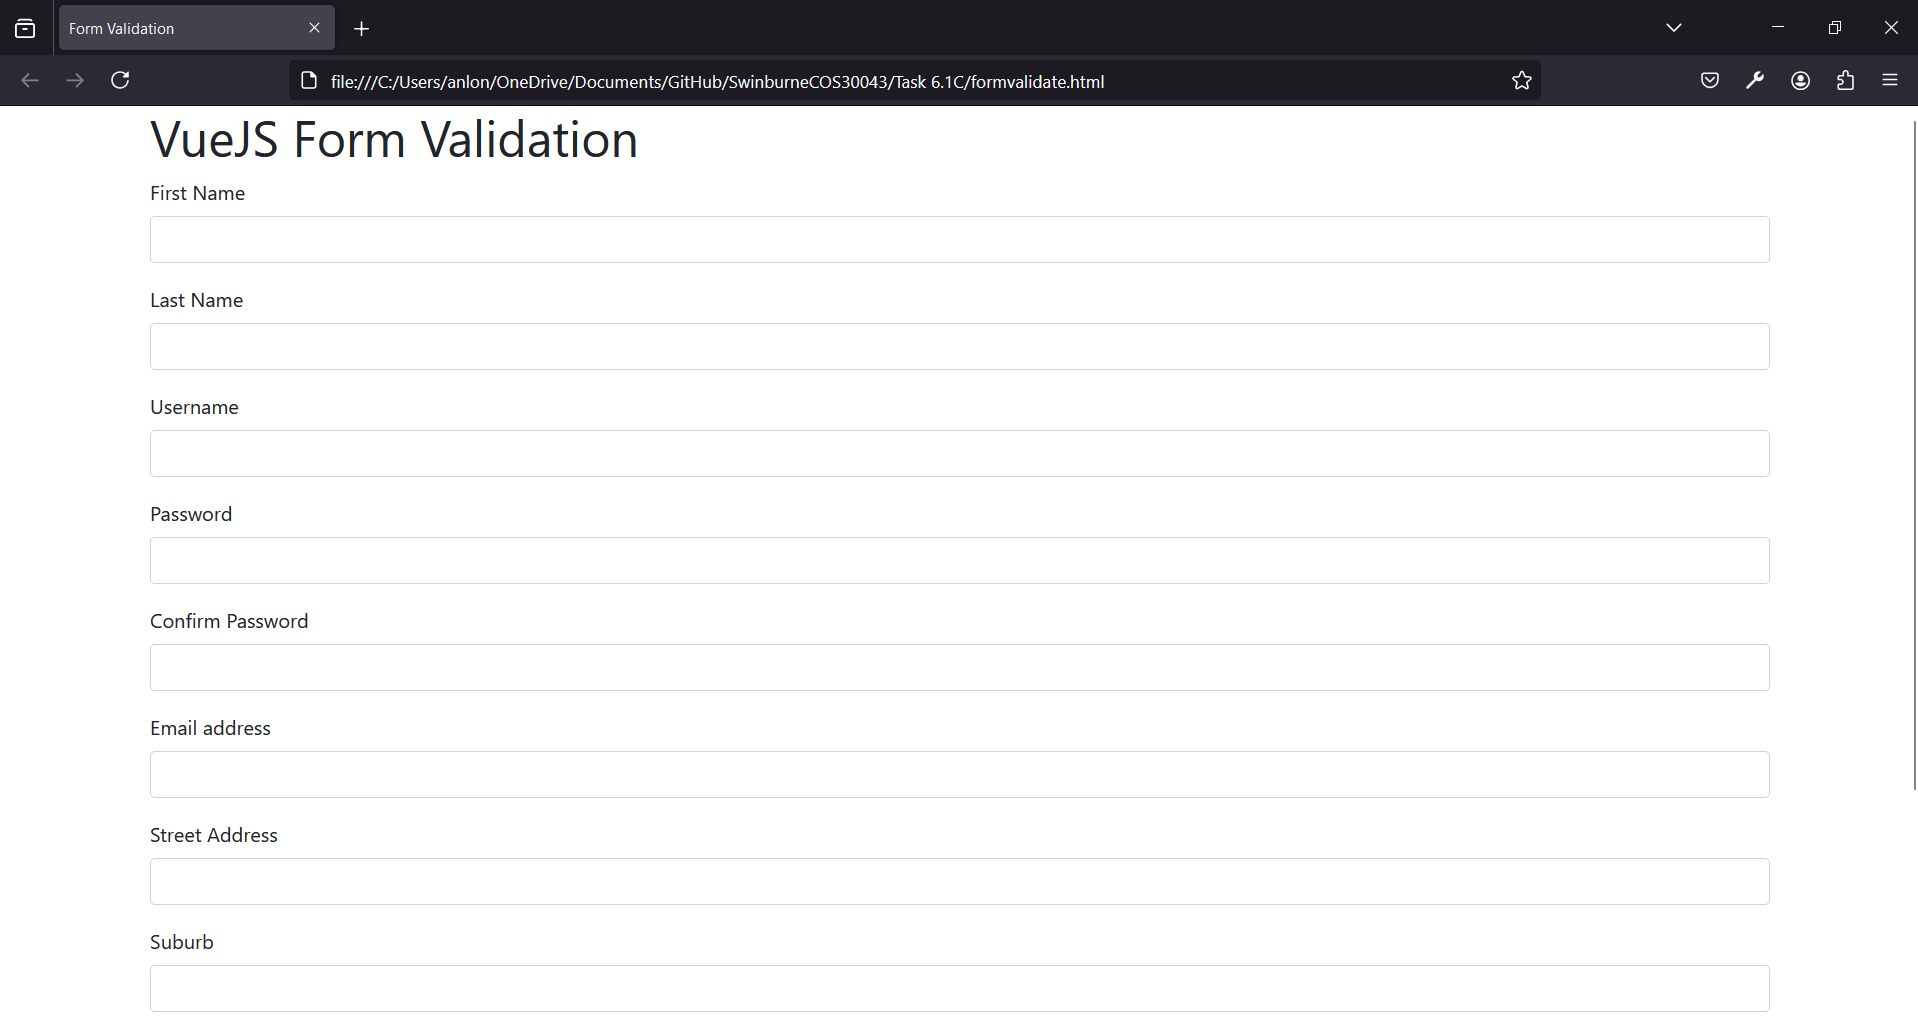 Form Validation
file:///C:/Users/anlon/OneDrive/Documents/GitHub/SwinburneCOS30043/Task 6.1C/formvalidate.html
VueJS Form Validation
First Name
Last Name
Username
Password
Confirm Password
Email address
Street Address
Suburb